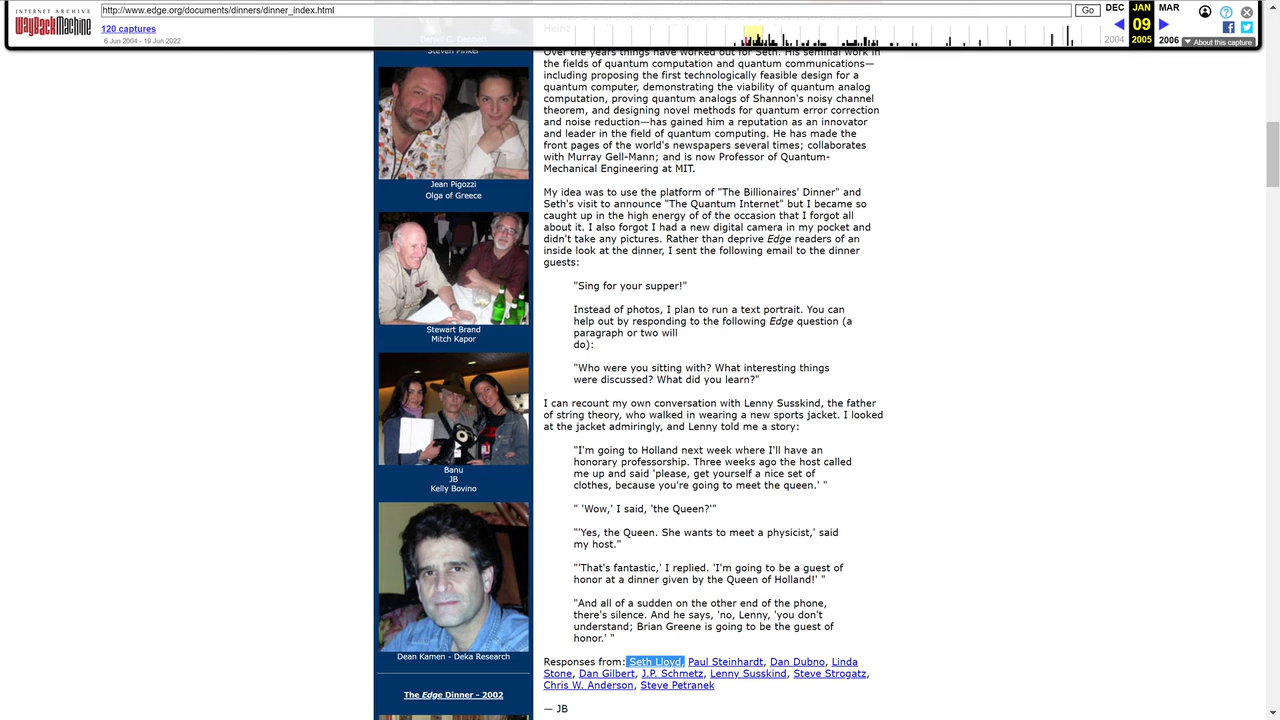 INTERNET ARCHIVE
WayBackMachine
http://www.edge.org/documents/dinners/dinner_index.html
Go
DEC
JAN
MAR
120 captures
09
6 Jun 2004 - 19 Jun 2022
2004
2005
2006
About this capture
Steven Pinker
Jean Pigozzi
Olga of Greece
Stewart Brand
Mitch Kapor
Banu
JB
Kelly Bovino
Dean Kamen - Deka Research
The Edge Dinner - 2002
Over the years things have worked out for Seth. His seminal work in
the fields of quantum computation and quantum communications—
including proposing the first technologically feasible design for a
quantum computer, demonstrating the viability of quantum analog
computation, proving quantum analogs of Shannon's noisy channel
theorem, and designing novel methods for quantum error correction
and noise reduction—has gained him a reputation as an innovator
and leader in the field of quantum computing. He has made the
front pages of the world's newspapers several times; collaborates
with Murray Gell-Mann; and is now Professor of Quantum-
Mechanical Engineering at MIT.
My idea was to use the platform of "The Billionaires' Dinner" and
Seth's visit to announce "The Quantum Internet" but I became so
caught up in the high energy of of the occasion that I forgot all
about it. I also forgot I had a new digital camera in my pocket and
didn't take any pictures. Rather than deprive Edge readers of an
inside look at the dinner, I sent the following email to the dinner
guests:
"Sing for your supper!"
Instead of photos, I plan to run a text portrait. You can
help out by responding to the following Edge question (a
paragraph or two will
do):
"Who were you sitting with? What interesting things
were discussed? What did you learn?"
I can recount my own conversation with Lenny Susskind, the father
of string theory, who walked in wearing a new sports jacket. I looked
at the jacket admiringly, and Lenny told me a story:
"I'm going to Holland next week where I'll have an
honorary professorship. Three weeks ago the host called
me up and said 'please, get yourself a nice set of
clothes, because you're going to meet the queen.' "
" 'Wow,' I said, 'the Queen?'"
"'Yes, the Queen. She wants to meet a physicist,' said
my host."
"'That's fantastic,' I replied. 'I'm going to be a guest of
honor at a dinner given by the Queen of Holland!' "
"And all of a sudden on the other end of the phone,
there's silence. And he says, 'no, Lenny, 'you don't
understand; Brian Greene is going to be the guest of
honor.' "
Responses from: Seth Lloyd, Paul Steinhardt, Dan Dubno, Linda
Stone, Dan Gilbert, J.P. Schmetz, Lenny Susskind, Steve Strogatz,
Chris W. Anderson, Steve Petranek
— JB